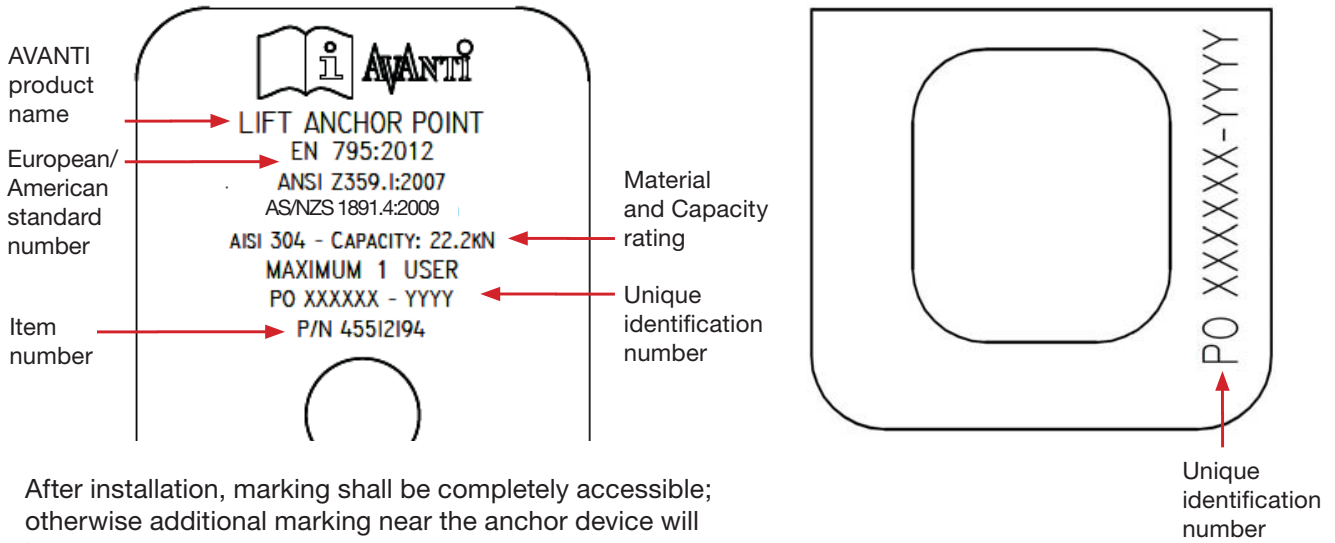 AVANTI
product
name
European/
American
standard
number
Item
number
i AVANTI
LIFT ANCHOR POINT
EN 795:2012
ANSI Z359.1:2007
AS/NZS 1891.4:2009
AISI 304 - CAPACITY: 22.2KN
MAXIMUM 1 USER
PO XXXXXX - YYYY
P/N 45512194
Material
and Capacity
rating
Unique
identification
number
PO XXXXXX-YYYY
Unique
identification
number
After installation, marking shall be completely accessible;
otherwise additional marking near the anchor device will